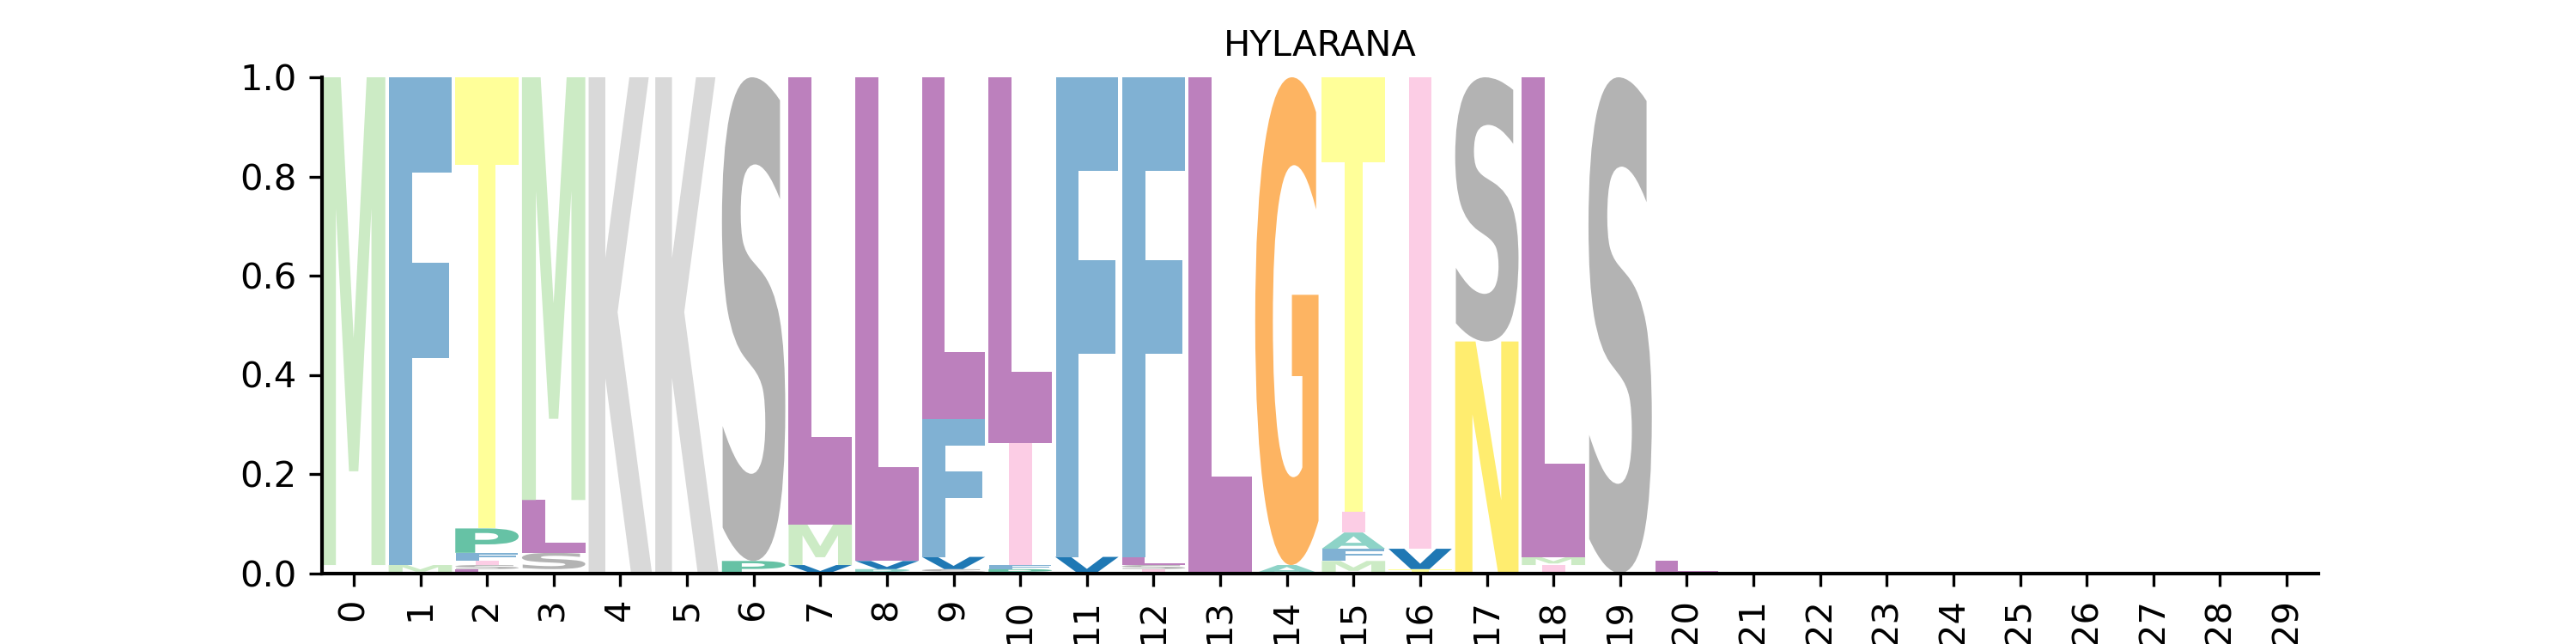 HYLARANA
1.0
0.8
0.6
0.4
0.2
0.0
M F T M K K S L L L L F F L G T I S L S
P L M F I A N
S V V V V F V M
P M
0 1 2 3 4 5 6 7 8 9 10 11 12 13 14 15 16 17 18 19 20 21 22 23 24 25 26 27 28 29